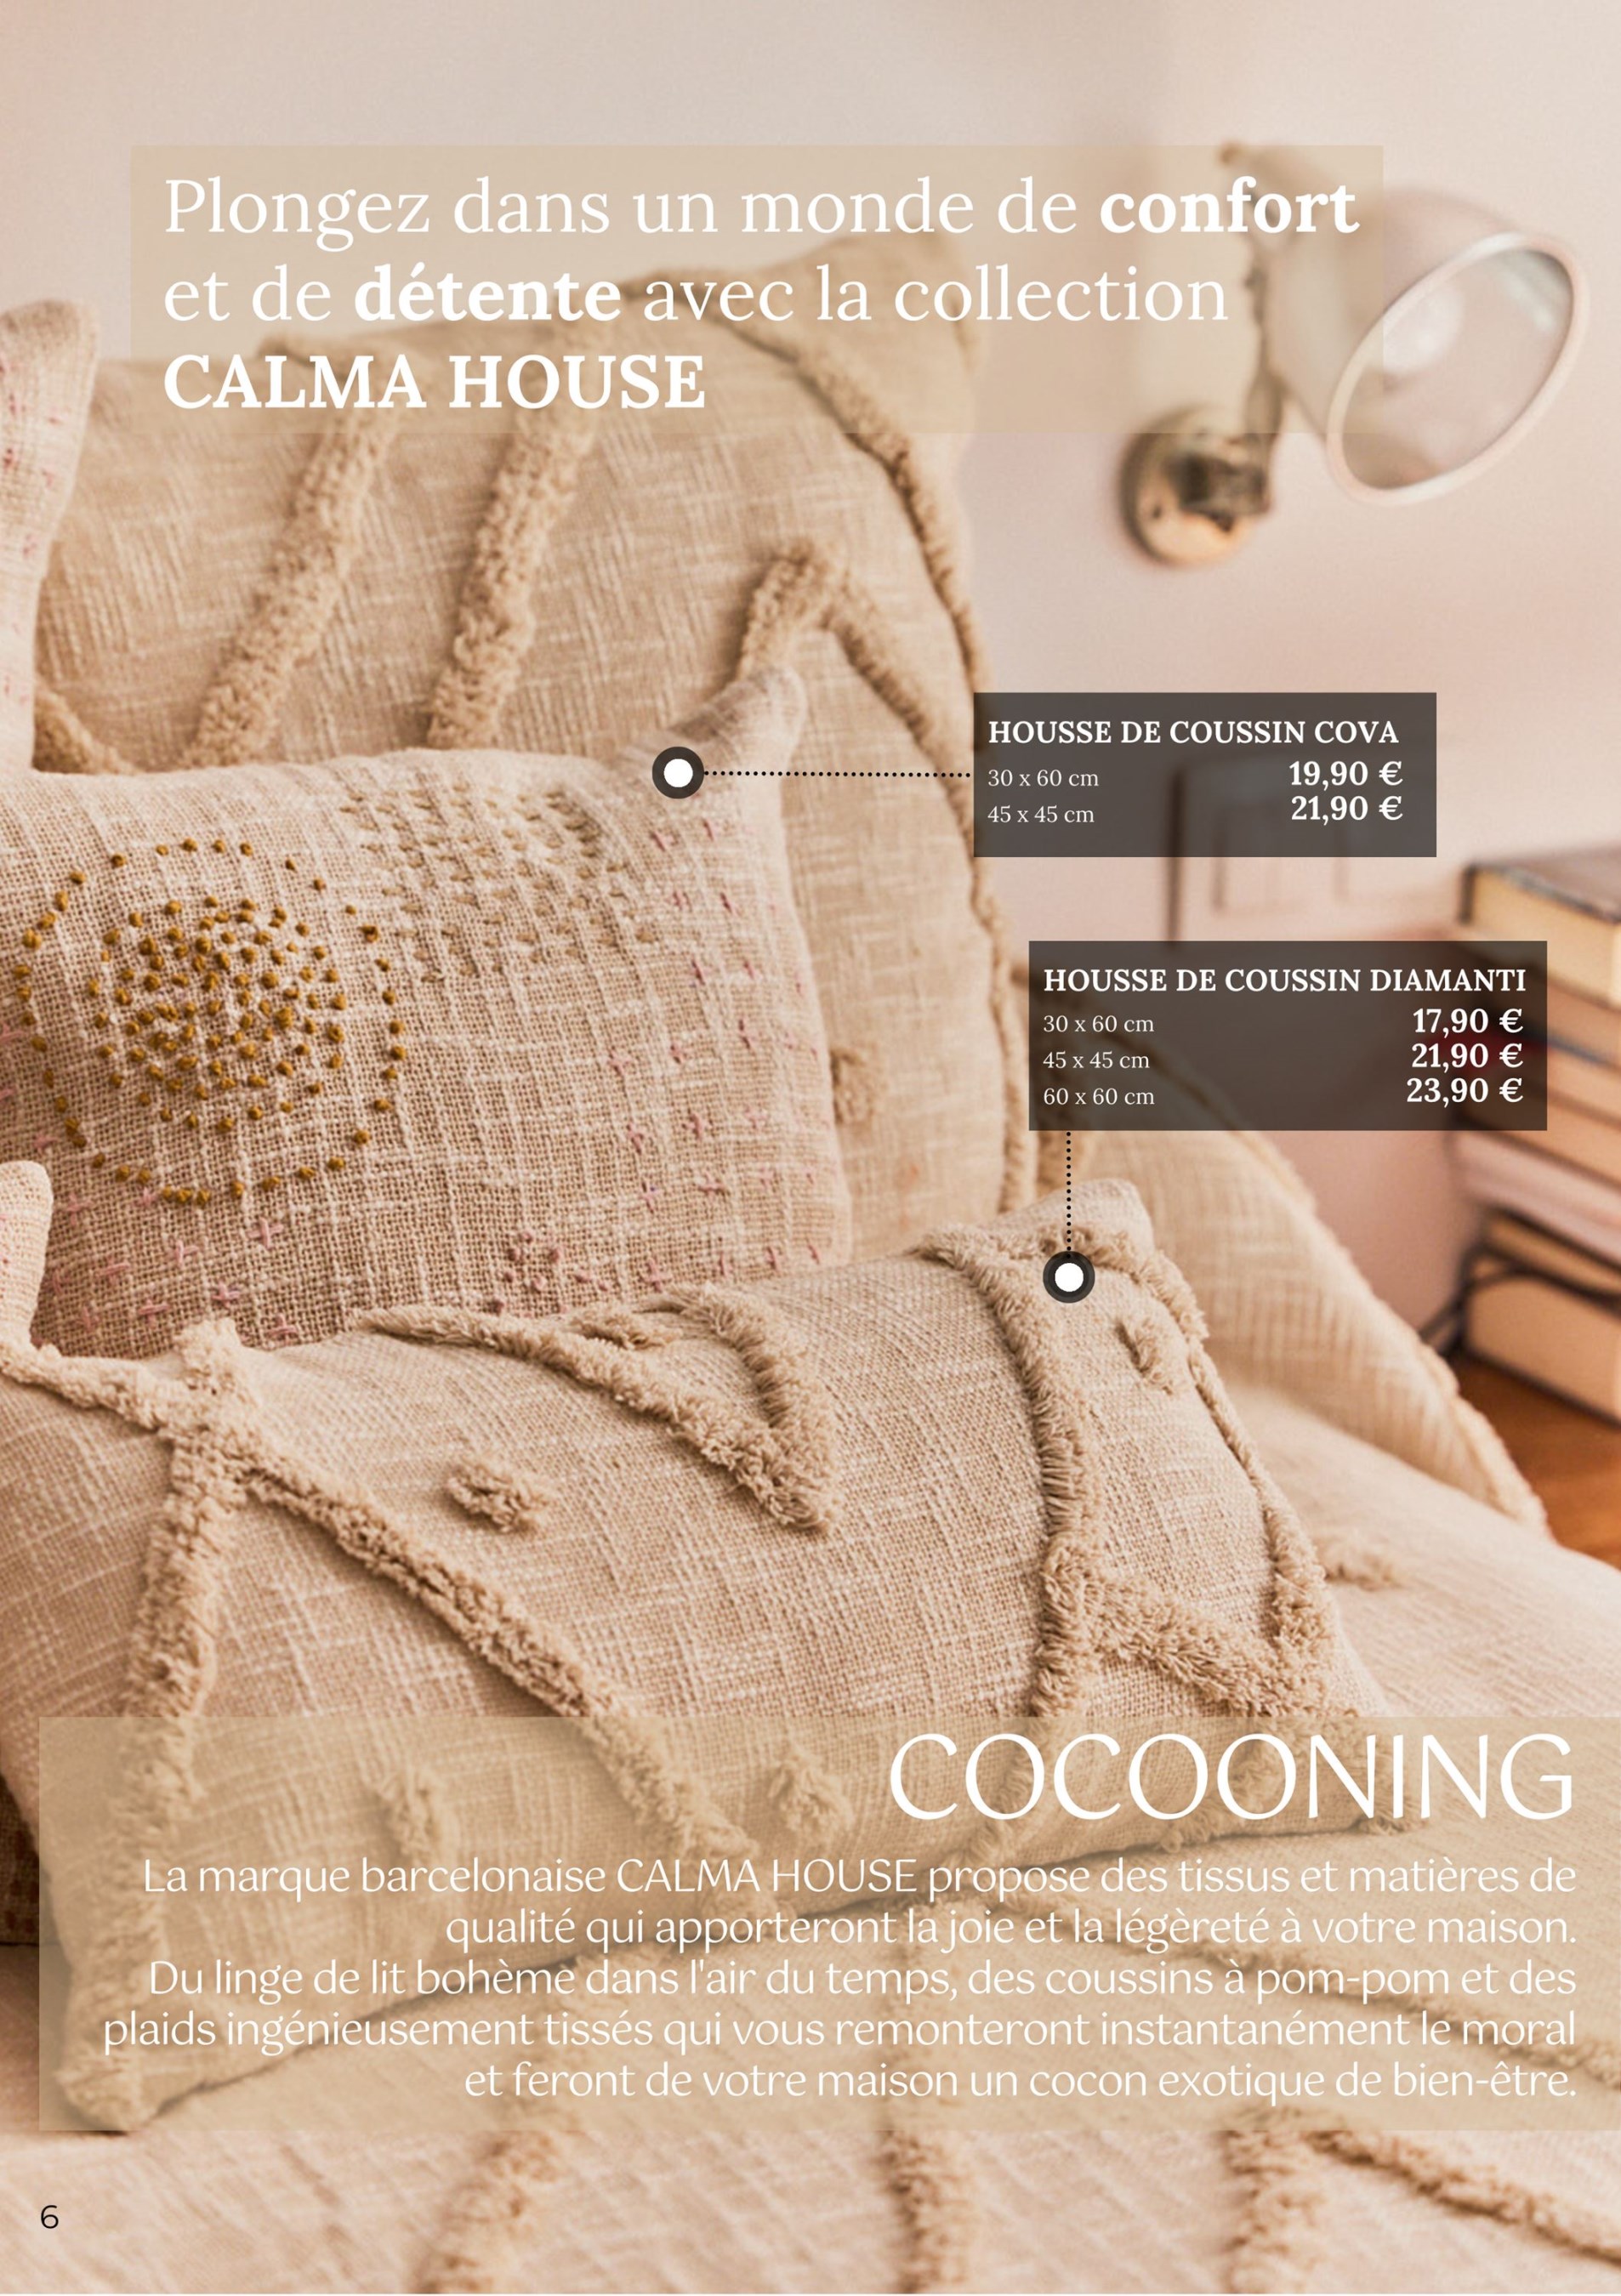 Plongez dans un monde de confort
et de détente avec la collection
CALMA HOUSE
HOUSSE DE COUSSIN COVA
30 x 60 cm 19,90 €
45 x 45 cm 21,90 €
HOUSSE DE COUSSIN DIAMANTI
30 x 60 cm 17,90 €
45 x 45 cm 21,90 €
60 x 60 cm 23,90 €
COCOONING
La marque barcelonaise CALMA HOUSE propose des tissus et matières de
qualité qui apporteront la joie et la légèreté à votre maison.
Du linge de lit bohème dans l'air du temps, des coussins à pom-pom et des
plaids ingénieusement tissés qui vous remonteront instantanément le moral
et feront de votre maison un cocon exotique de bien-être.
6